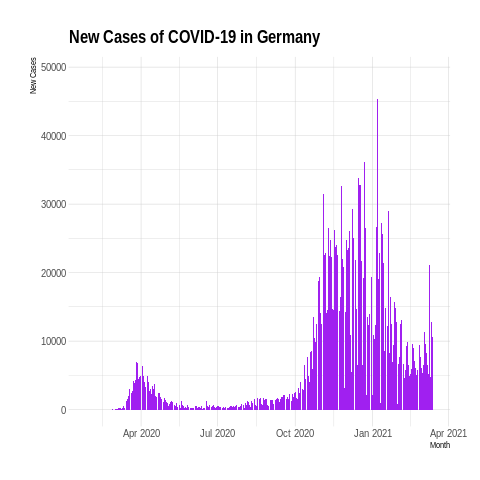 New Cases of COVID-19 in Germany
New Cases
50000
40000
30000
20000
10000
0
Apr 2020 Jul 2020 Oct 2020 Jan 2021 Apr 2021
Month